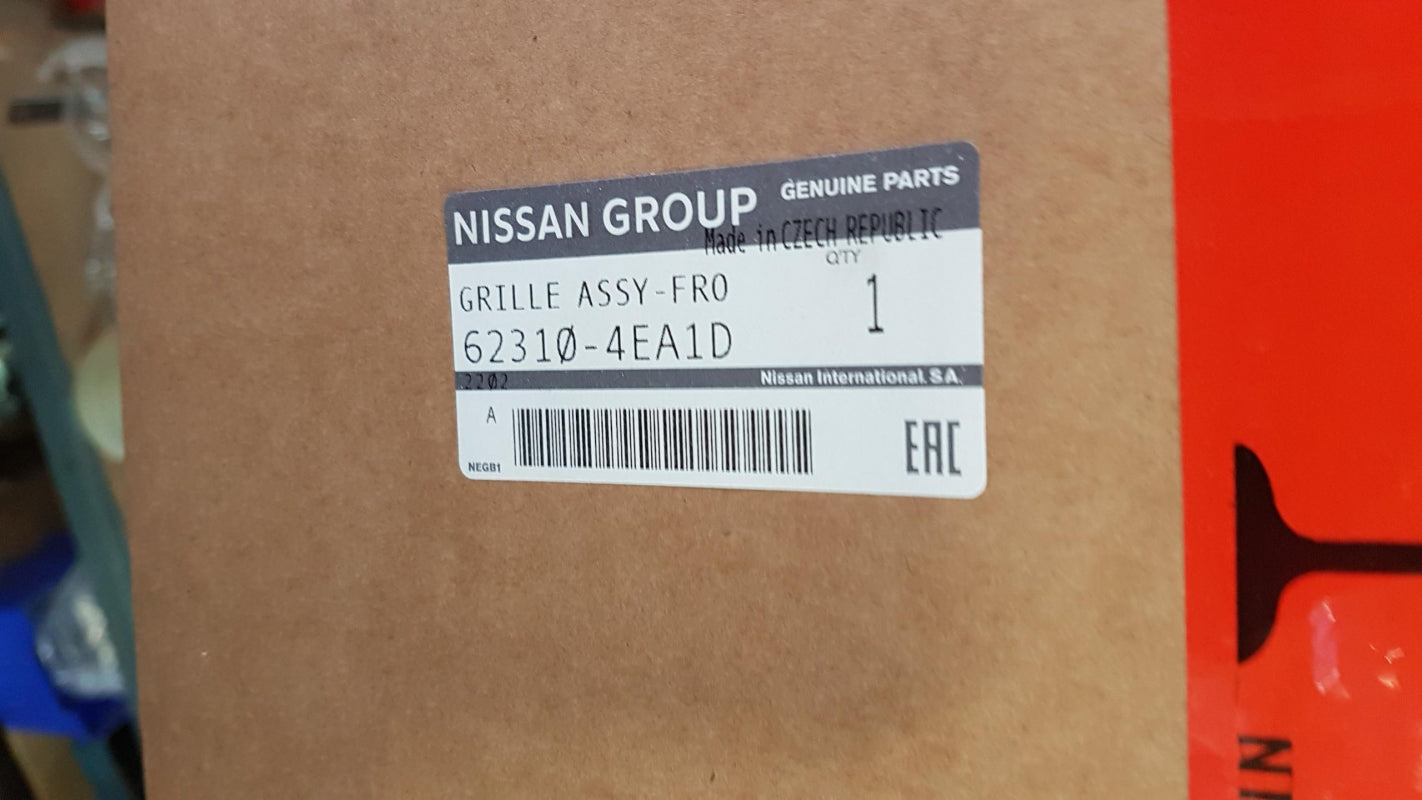 NISSAN GROUP GENUINE PARTS
Made in CZECH REPUBLIC
QTY
GRILLE ASSY-FRO 1
62310-4EA1D
2202 Nissan International. S.A.
A
NEGB1 EAC
IN